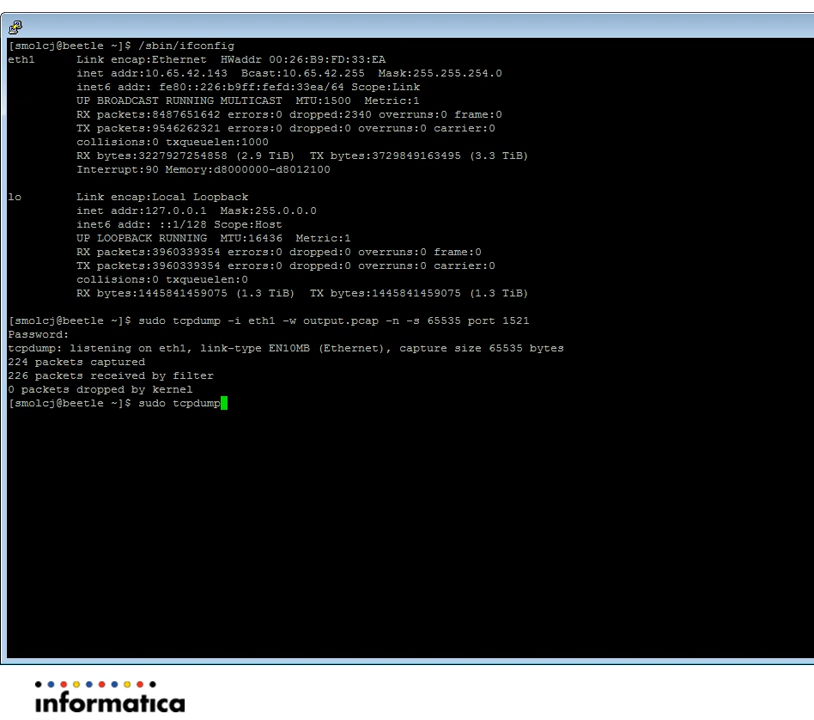 [smolcj@beetle ~]$ /sbin/ifconfig
eth1 Link encap:Ethernet HWaddr 00:26:B9:FD:33:EA
inet addr:10.65.42.143 Bcast:10.65.42.255 Mask:255.255.254.0
inet6 addr: fe80::226:b9ff:fefd:33ea/64 Scope:Link
UP BROADCAST RUNNING MULTICAST MTU:1500 Metric:1
RX packets:8487651642 errors:0 dropped:2340 overruns:0 frame:0
TX packets:9546262321 errors:0 dropped:0 overruns:0 carrier:0
collisions:0 txqueuelen:1000
RX bytes:3227927254858 (2.9 TiB) TX bytes:3729849163495 (3.3 TiB)
Interrupt:90 Memory:d8000000-d8012100
lo Link encap:Local Loopback
inet addr:127.0.0.1 Mask:255.0.0.0
inet6 addr: ::1/128 Scope:Host
UP LOOPBACK RUNNING MTU:16436 Metric:1
RX packets:3960339354 errors:0 dropped:0 overruns:0 frame:0
TX packets:3960339354 errors:0 dropped:0 overruns:0 carrier:0
collisions:0 txqueuelen:0
RX bytes:1445841459075 (1.3 TiB) TX bytes:1445841459075 (1.3 TiB)
[smolcj@beetle ~]$ sudo tcpdump -i eth1 -w output.pcap -n -s 65535 port 1521
Password:
tcpdump: listening on eth1, link-type EN10MB (Ethernet), capture size 65535 bytes
224 packets captured
226 packets received by filter
0 packets dropped by kernel
[smolcj@beetle ~]$ sudo tcpdump
informatica